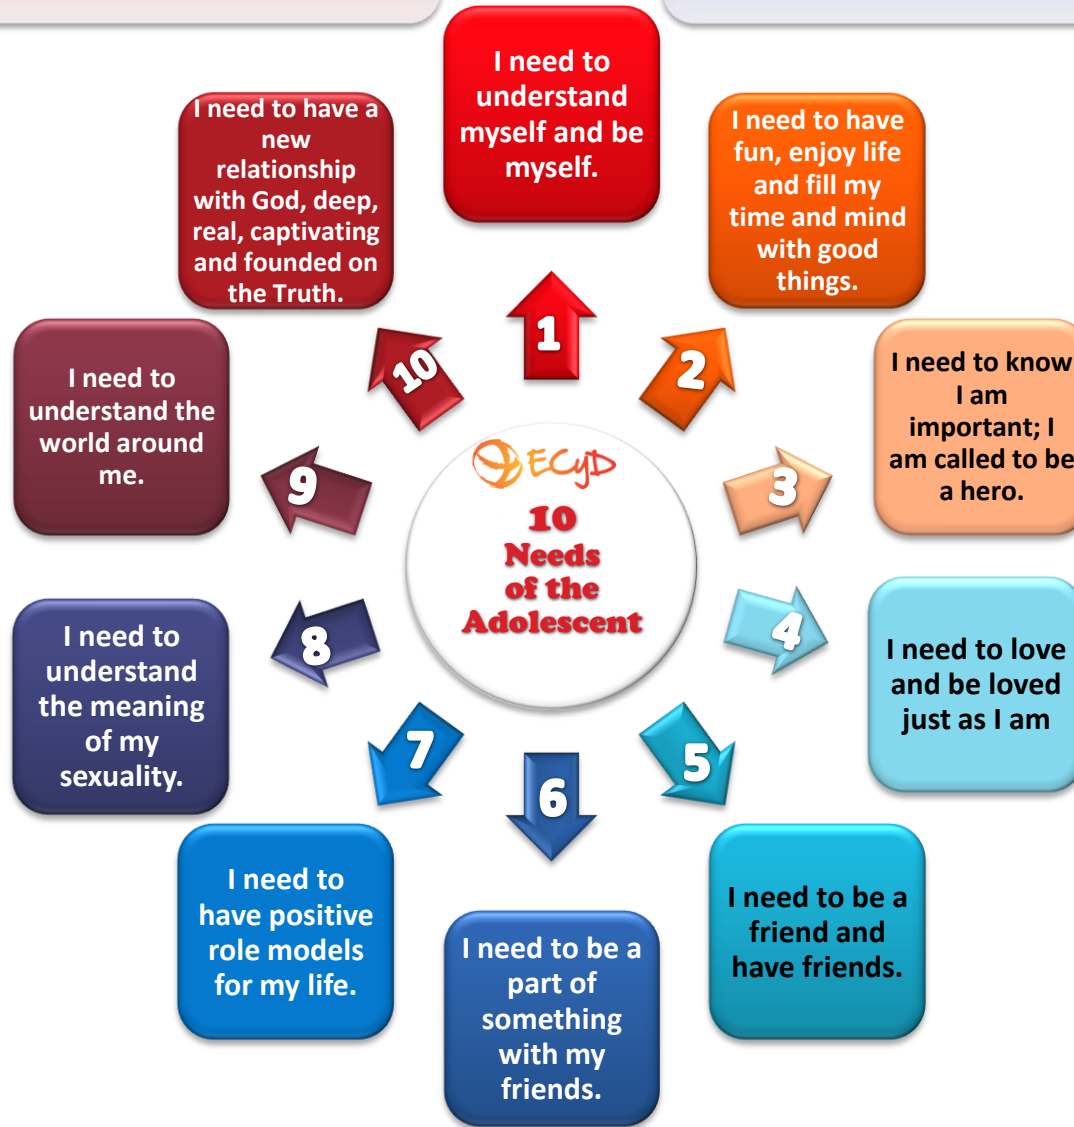 ECyD
10
Needs
of the
Adolescent
1
I need to
understand
myself and be
myself.
2
I need to have
fun, enjoy life
and fill my
time and mind
with good
things.
3
I need to know
I am
important; I
am called to be
a hero.
4
I need to love
and be loved
just as I am
5
I need to be a
friend and
have friends.
6
I need to be a
part of
something
with my
friends.
7
I need to
have positive
role models
for my life.
8
I need to
understand
the meaning
of my
sexuality.
9
I need to
understand the
world around
me.
10
I need to have a
new
relationship
with God, deep,
real, captivating
and founded on
the Truth.